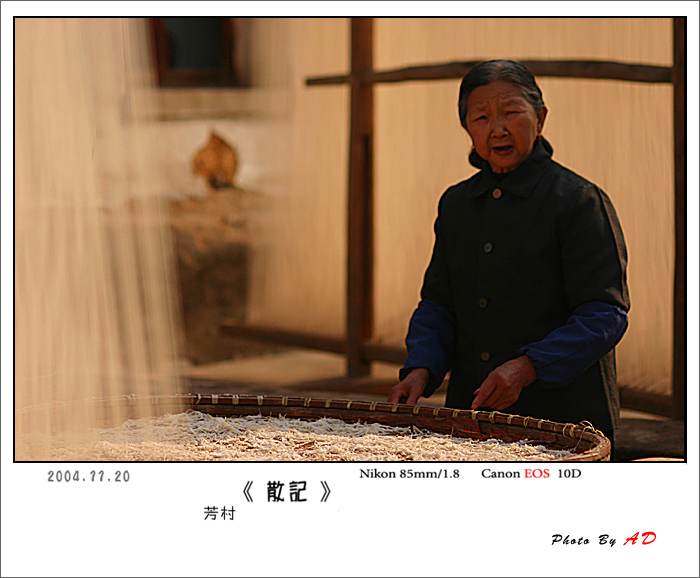 2004.11.20
Nikon 85mm/1.8 Canon EOS 10D
《 散記 》
芳村
Photo By AD